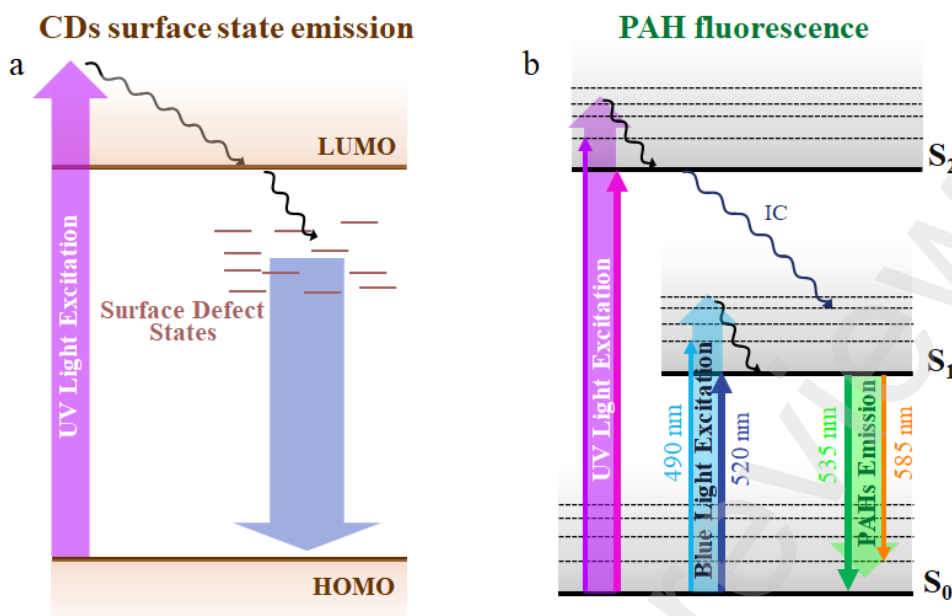 CDs surface state emission
a
LUMO
UV Light Excitation
Surface Defect
States
HOMO
PAH fluorescence
b
S2
IC
UV Light Excitation
S1
490 nm
Blue Light Excitation
520 nm
535 nm
PAHs Emission
585 nm
S0
review